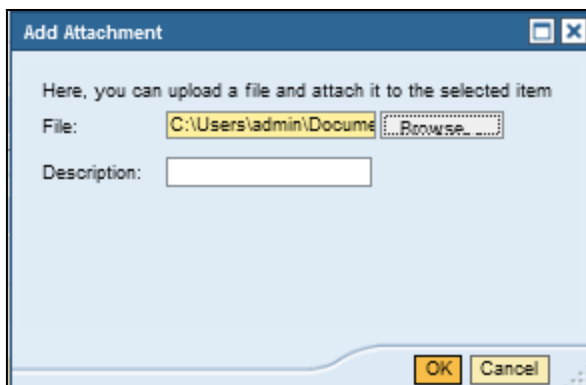 Add Attachment
Here, you can upload a file and attach it to the selected item
File: C:\Users\admin\Docume Browse...
Description:
OK Cancel